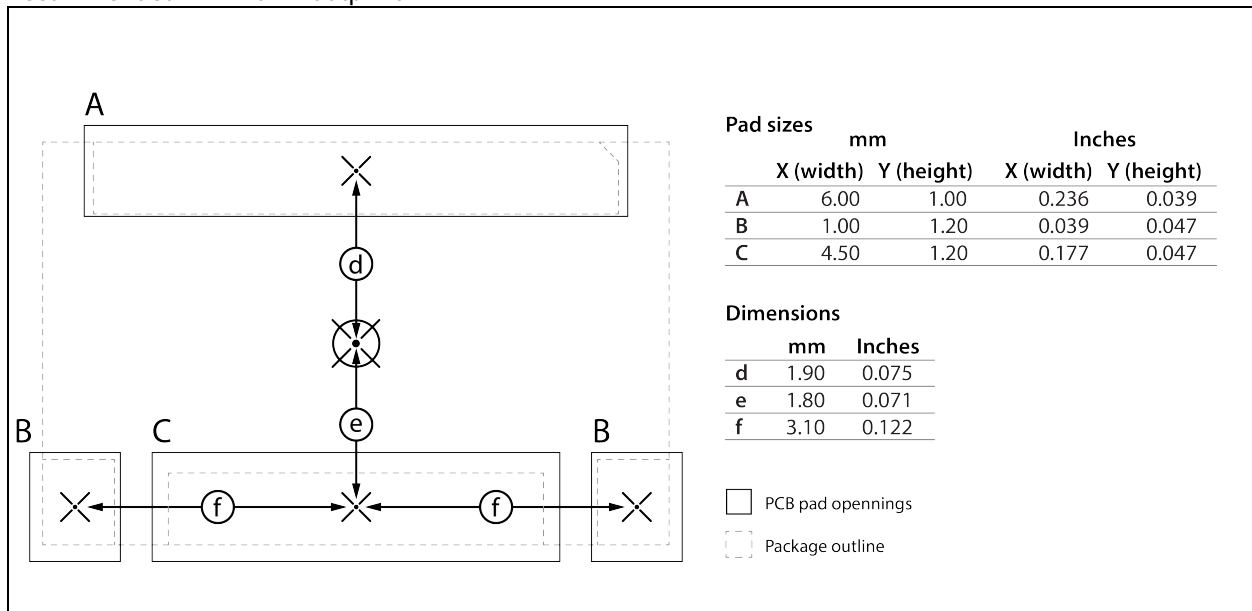 A
d
e
B
C
B
f
f
Pad sizes
mm Inches
X (width) Y (height) X (width) Y (height)
A 6.00 1.00 0.236 0.039
B 1.00 1.20 0.039 0.047
C 4.50 1.20 0.177 0.047
Dimensions
mm Inches
d 1.90 0.075
e 1.80 0.071
f 3.10 0.122
PCB pad opennings
Package outline